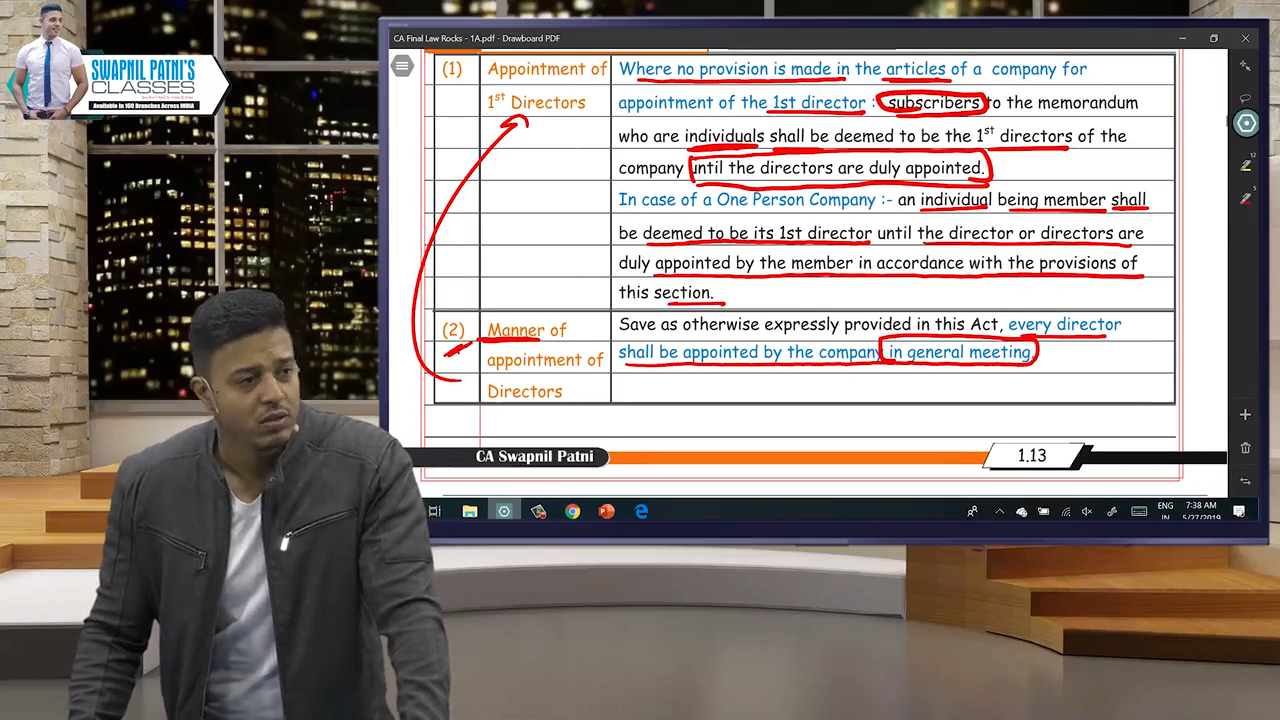 SWAPNIL PATNI'S
CLASSES
Available in 100 Branches Across INDIA
CA Final Law Rocks - 1A.pdf - Drawboard PDF
(1) Appointment of Where no provision is made in the articles of a company for
1st Directors appointment of the 1st director : subscribers to the memorandum
who are individuals shall be deemed to be the 1st directors of the
company until the directors are duly appointed.
In case of a One Person Company :- an individual being member shall
be deemed to be its 1st director until the director or directors are
duly appointed by the member in accordance with the provisions of
this section.
(2) Manner of Save as otherwise expressly provided in this Act, every director
appointment of shall be appointed by the company in general meeting.
Directors
CA Swapnil Patni 1.13
ENG 7:38 AM
IN 5/27/2019